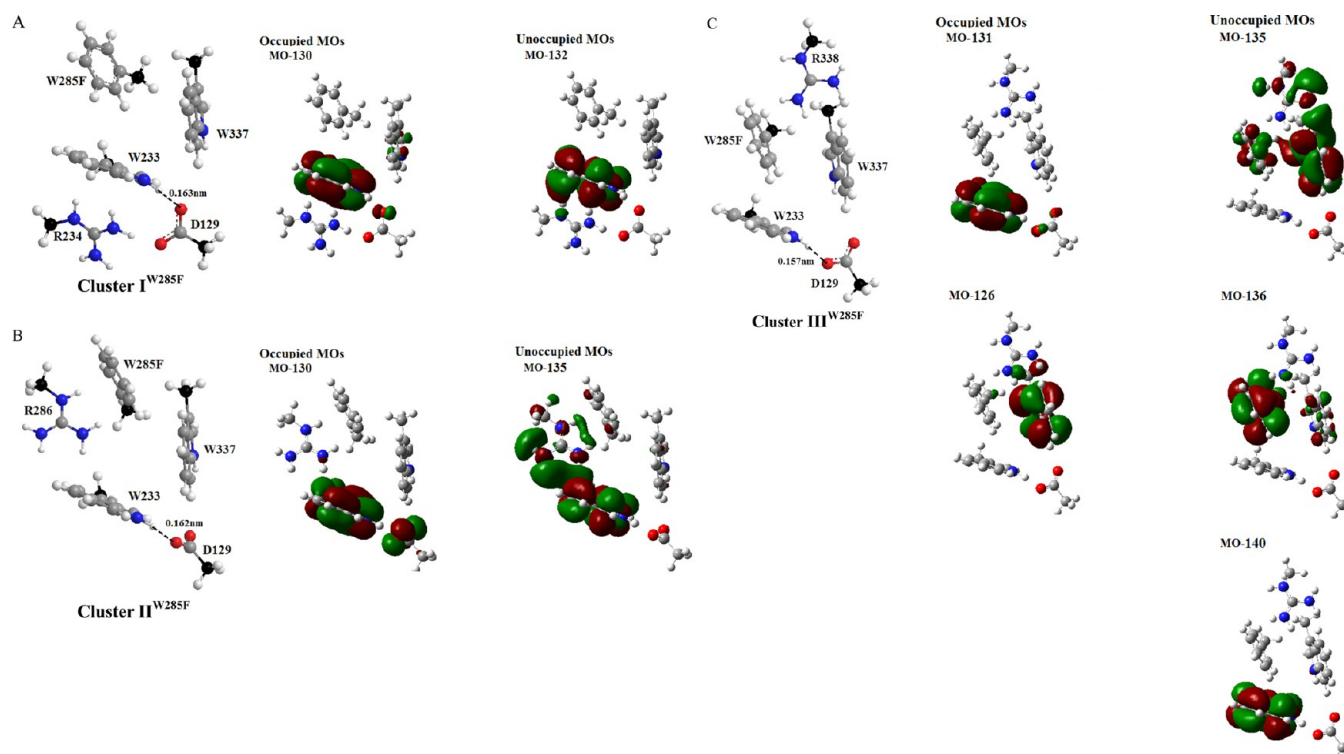 A
W285F
W337
W233
0.163nm
R234
D129
Cluster I^W285F
Occupied MOs
MO-130
Unoccupied MOs
MO-132
B
W285F
R286
W337
W233
0.162nm
D129
Cluster II^W285F
Occupied MOs
MO-130
Unoccupied MOs
MO-135
C
R338
W285F
W337
W233
0.157nm
D129
Cluster III^W285F
Occupied MOs
MO-131
Unoccupied MOs
MO-135
MO-126
MO-136
MO-140